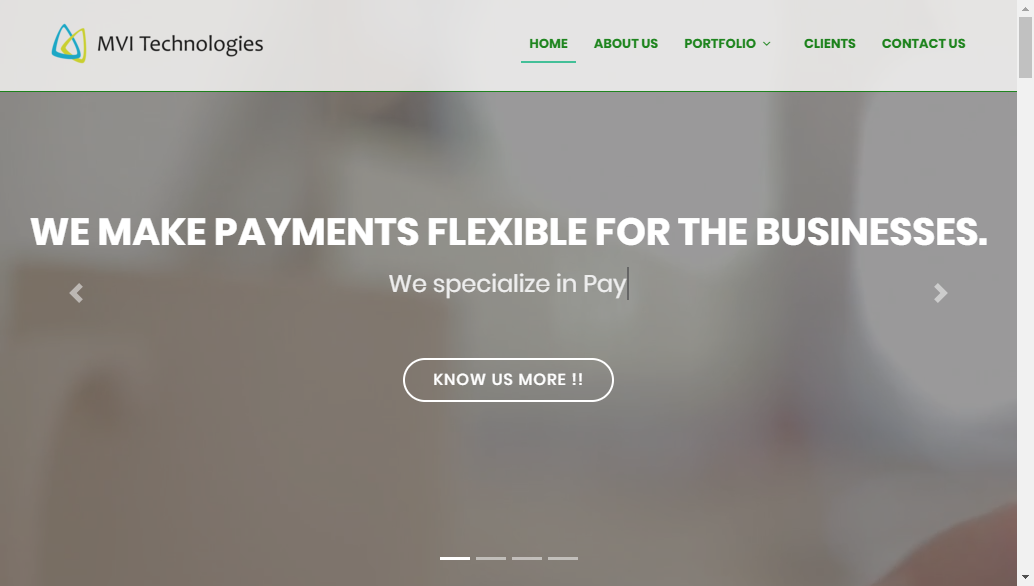 MVI Technologies
HOME ABOUT US PORTFOLIO CLIENTS CONTACT US
WE MAKE PAYMENTS FLEXIBLE FOR THE BUSINESSES.
We specialize in Pay
KNOW US MORE !!